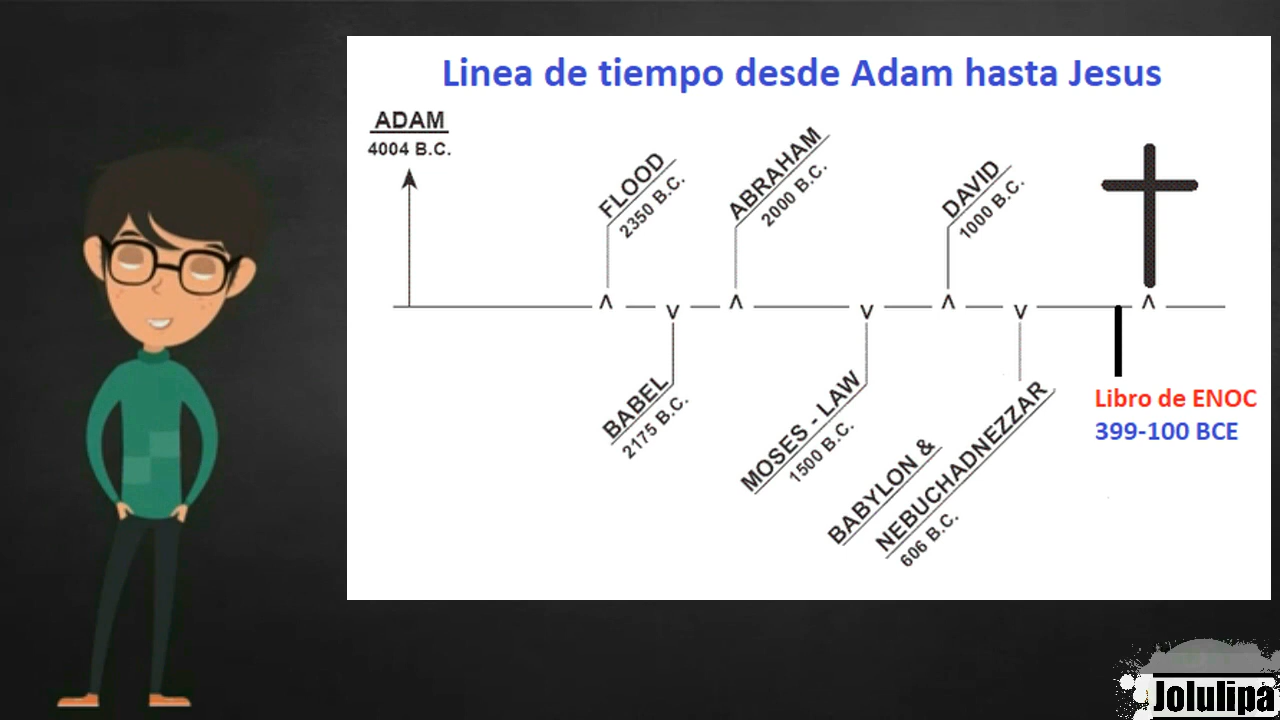 Linea de tiempo desde Adam hasta Jesus
ADAM
4004 B.C.
FLOOD
2350 B.C.
ABRAHAM
2000 B.C.
DAVID
1000 B.C.
BABEL
2175 B.C.
MOSES - LAW
1500 B.C.
BABYLON &
NEBUCHADNEZZAR
606 B.C.
Libro de ENOC
399-100 BCE
Jolulipa